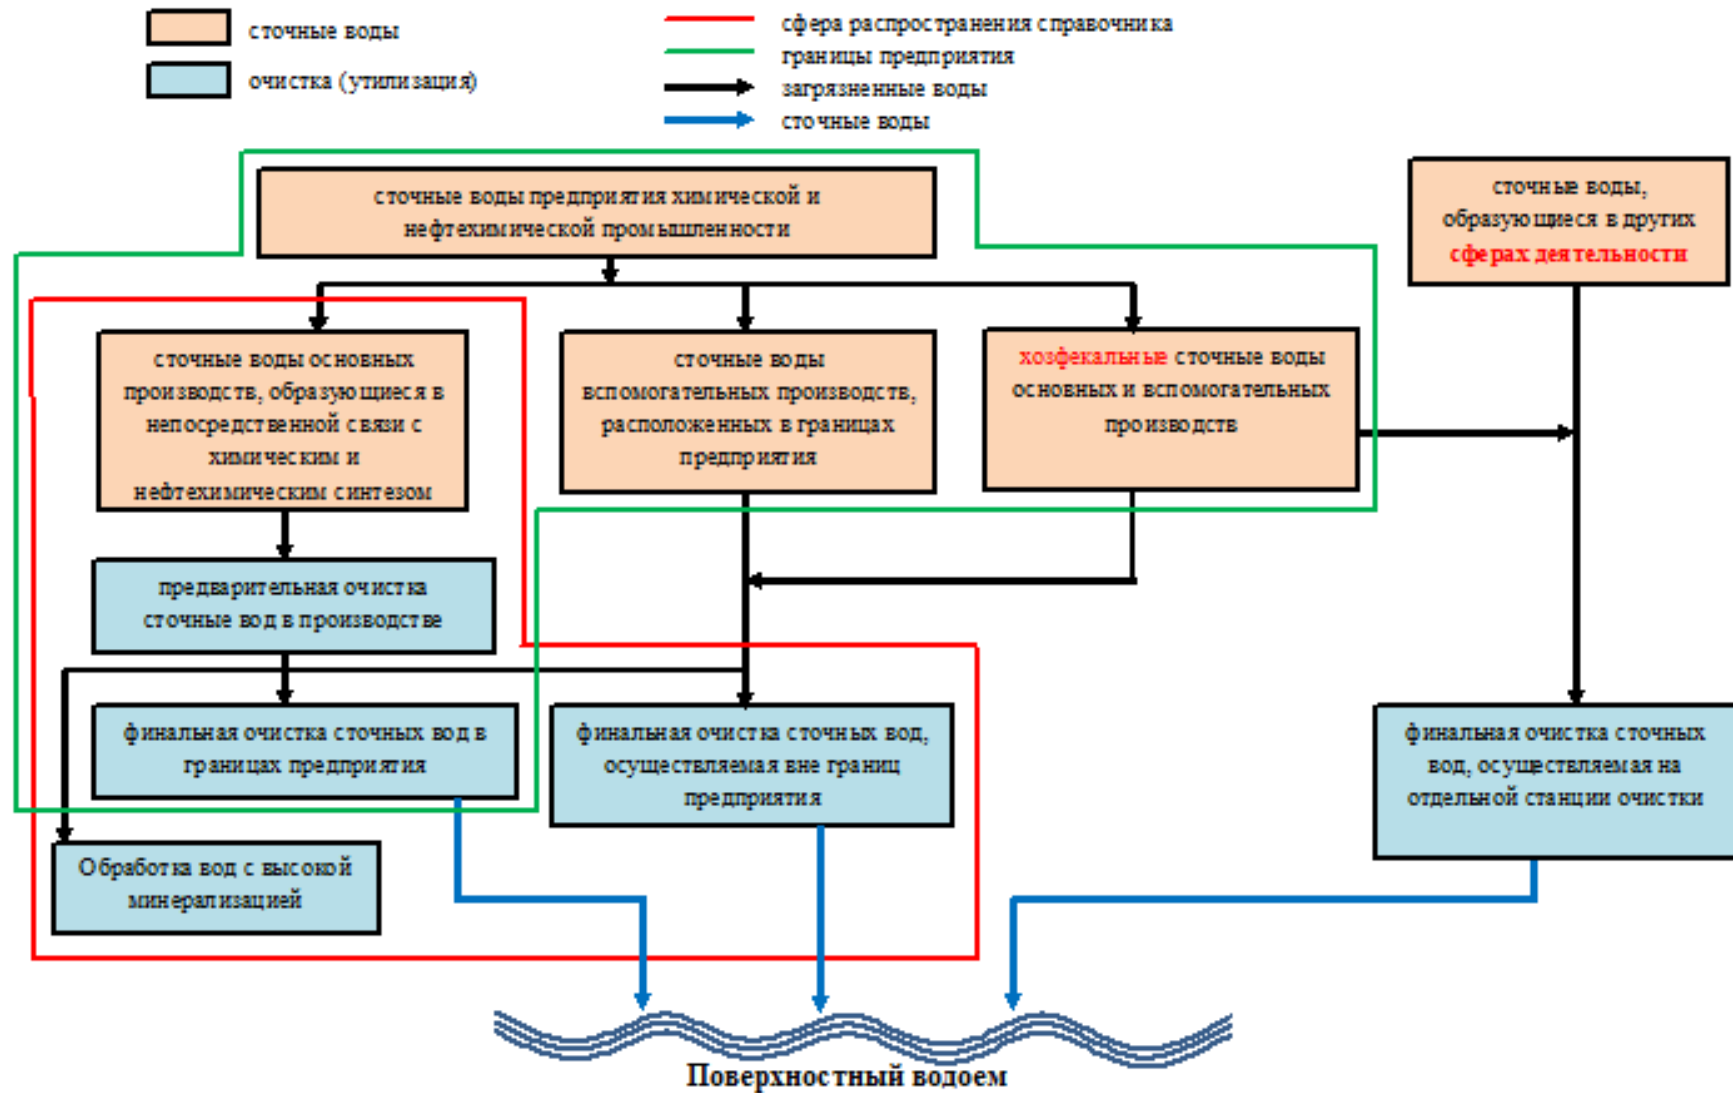 сточные воды
очистка (утилизация)
сфера распространения справочника
границы предприятия
загрязненные воды
сточные воды
сточные воды предприятия химической и
нефтехимической промышленности
сточные воды,
образующиеся в других
сферах деятельности
сточные воды основных
производств, образующиеся в
непосредственной связи с
химическим и
нефтехимическим синтезом
сточные воды
вспомогательных производств,
расположенных в границах
предприятия
хозфекальные сточные воды
основных и вспомогательных
производств
предварительная очистка
сточные вод в производстве
финальная очистка сточных вод в
границах предприятия
финальная очистка сточных вод,
осуществляемая вне границ
предприятия
финальная очистка сточных
вод, осуществляемая на
отдельной станции очистки
Обработка вод с высокой
минерализацией
Поверхностный водоем